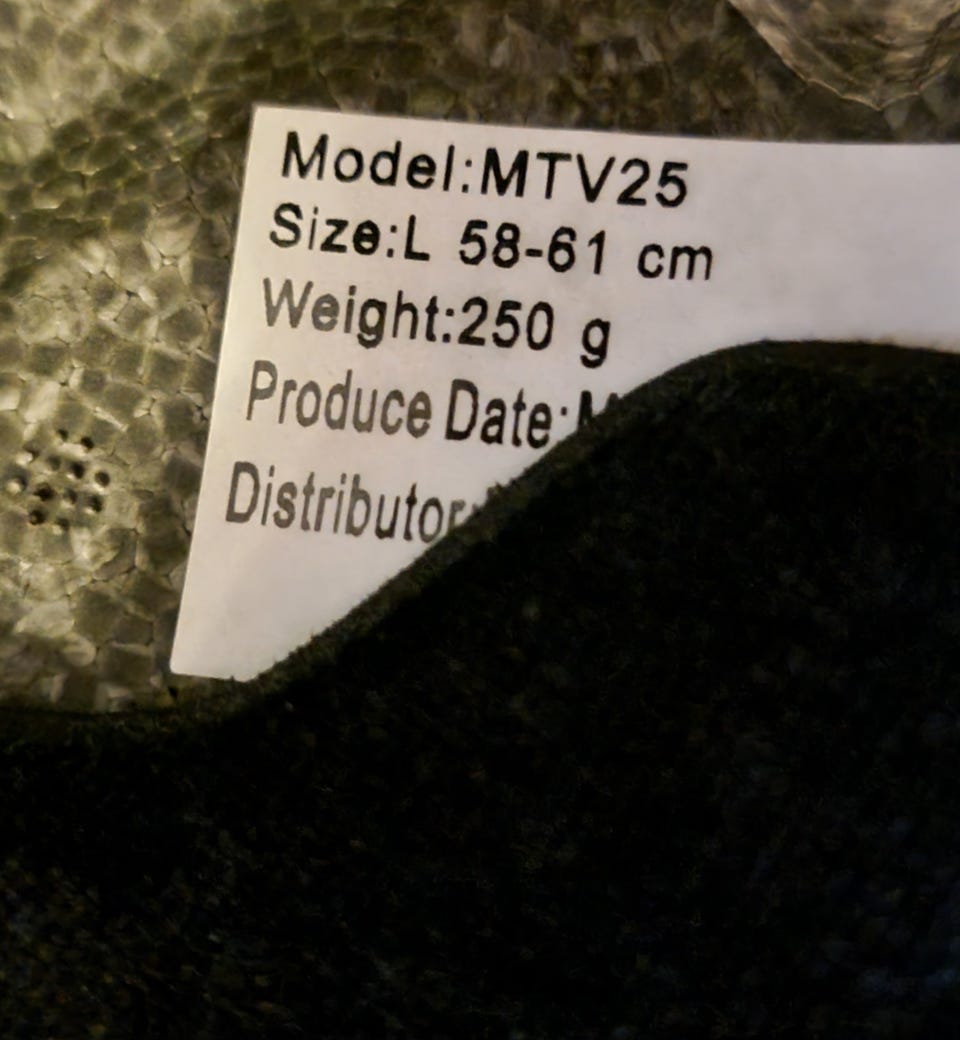 Model:MTV25
Size:L 58-61 cm
Weight:250 g
Produce Date:
Distributor